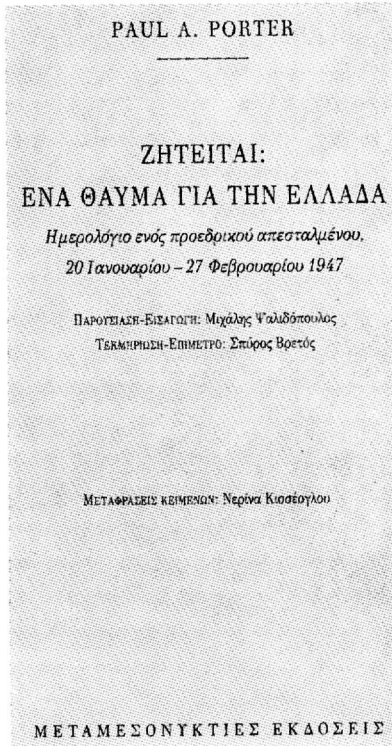 PAUL A. PORTER
ΖΗΤΕΙΤΑΙ:
ΕΝΑ ΘΑΥΜΑ ΓΙΑ ΤΗΝ ΕΛΛΑΔΑ
Ημερολόγιο ενός προεδρικού απεσταλμένου,
20 Ιανουαρίου – 27 Φεβρουαρίου 1947
ΠΑΡΟΥΣΙΑΣΗ-ΕΙΣΑΓΩΓΗ: Μιχάλης Ψαλιδόπουλος
ΤΕΚΜΗΡΙΩΣΗ-ΕΠΙΜΕΤΡΟ: Σπύρος Βρετός
ΜΕΤΑΦΡΑΣΕΙΣ ΚΕΙΜΕΝΩΝ: Νερίνα Κιοσέογλου
ΜΕΤΑΜΕΣΟΝΥΚΤΙΕΣ ΕΚΔΟΣΕΙΣ